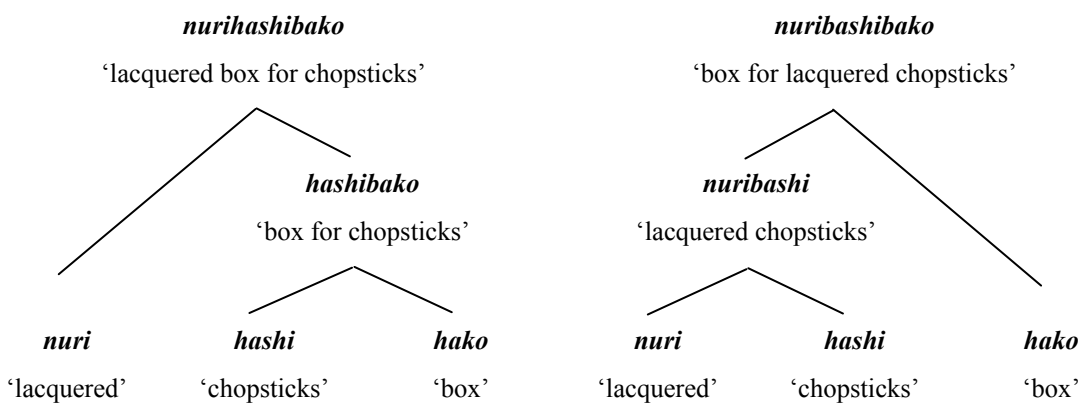 nurihashibako nuribashibako
‘lacquered box for chopsticks’ ‘box for lacquered chopsticks’
hashibako nuribashi
‘box for chopsticks’ ‘lacquered chopsticks’
nuri hashi hako nuri hashi hako
‘lacquered’ ‘chopsticks’ ‘box’ ‘lacquered’ ‘chopsticks’ ‘box’